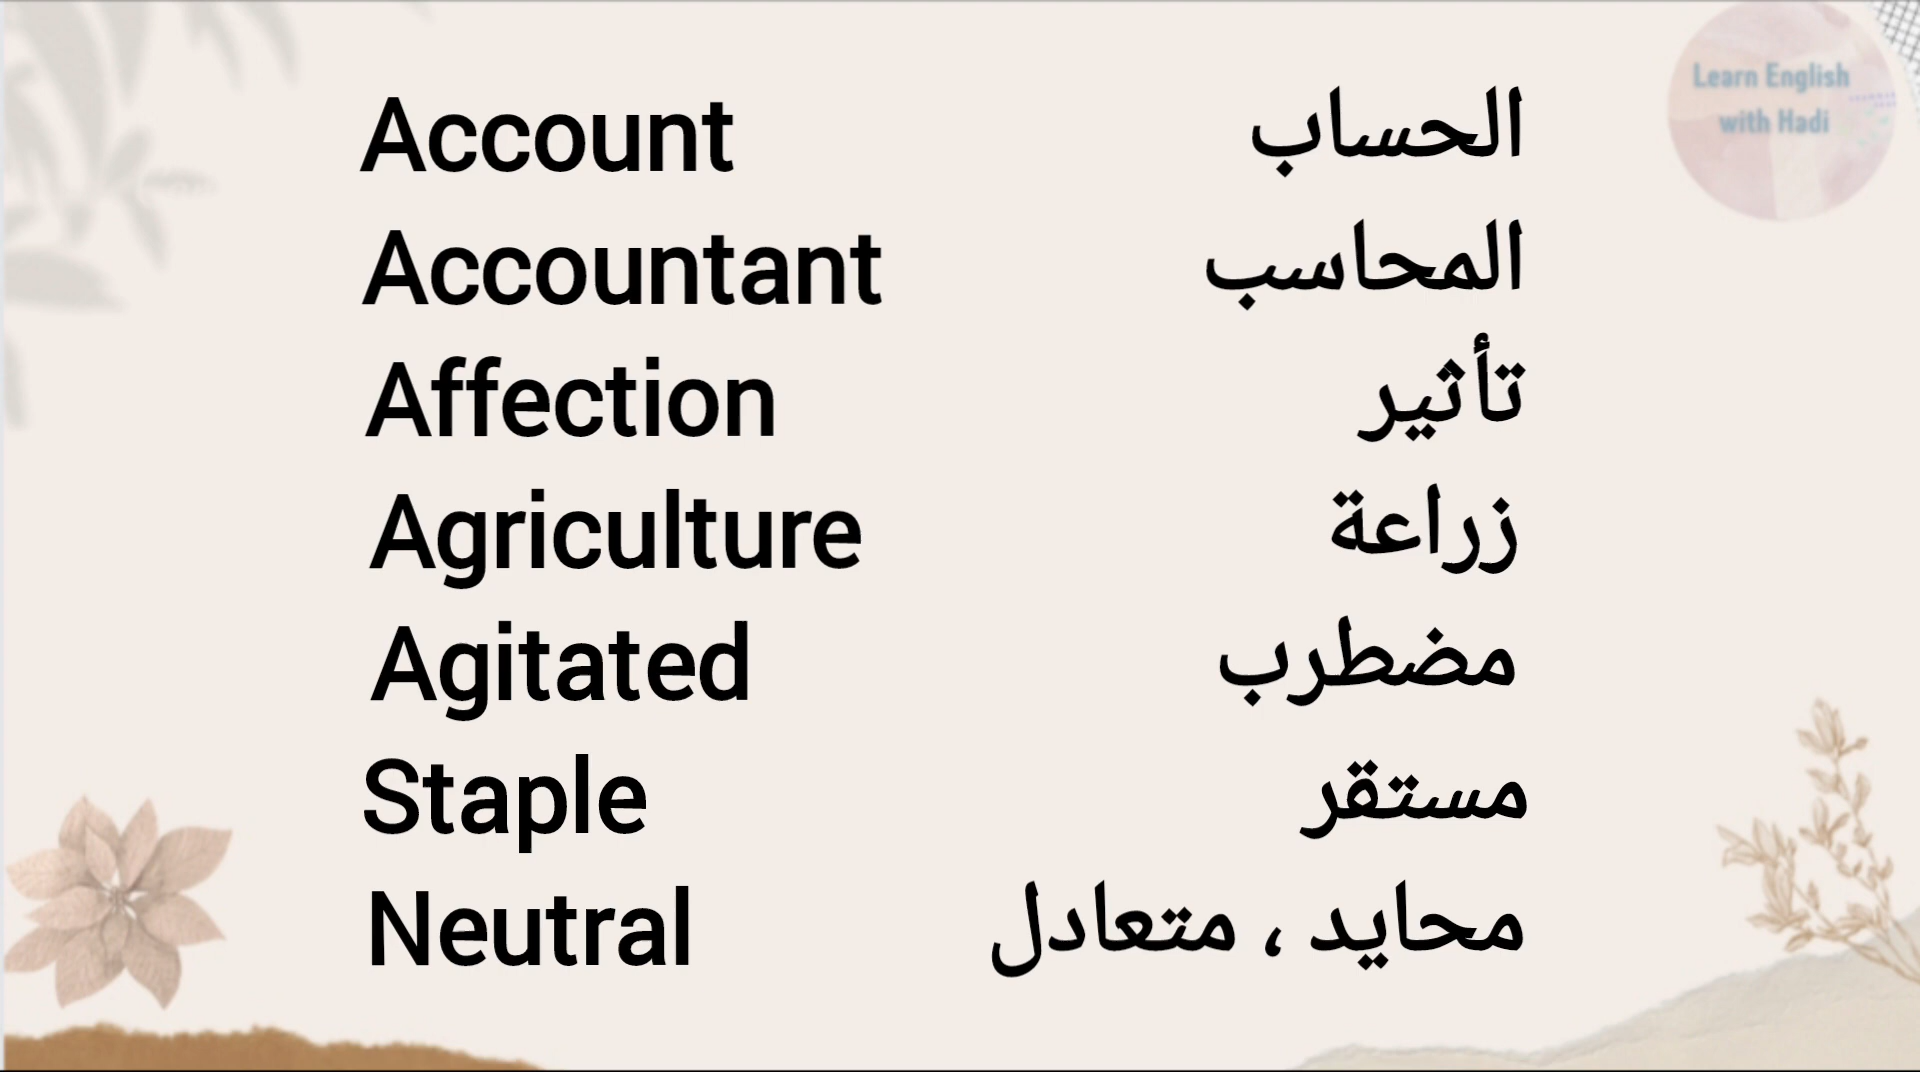 Learn English
with Hadi
Account الحساب
Accountant المحاسب
Affection تأثير
Agriculture زراعة
Agitated مضطرب
Staple مستقر
Neutral محايد ، متعادل